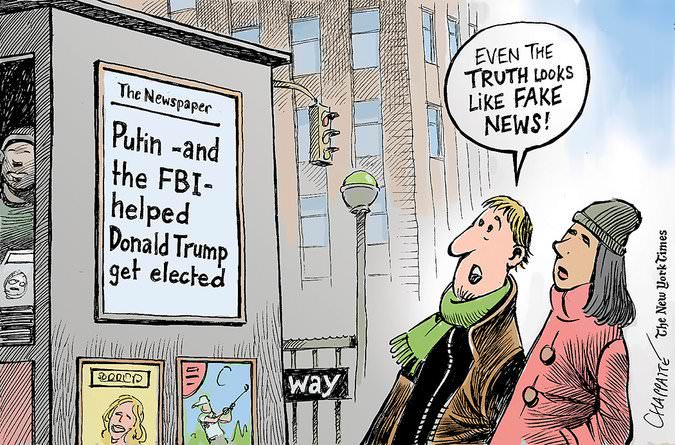 The Newspaper
Putin -and
the FBI-
helped
Donald Trump
get elected
EVEN THE
TRUTH LOOKS
LIKE FAKE
NEWS!
way
CHAPPATTE
The New York Times